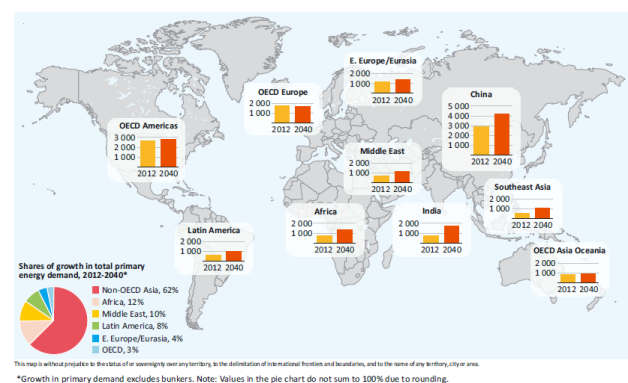 E. Europe/Eurasia
2 000
1 000
2012 2040
OECD Europe
2 000
1 000
2012 2040
China
5 000
4 000
3 000
2 000
1 000
2012 2040
OECD Americas
3 000
2 000
1 000
2012 2040
Middle East
2 000
1 000
2012 2040
Southeast Asia
2 000
1 000
2012 2040
Africa
2 000
1 000
2012 2040
India
2 000
1 000
2012 2040
Latin America
2 000
1 000
2012 2040
OECD Asia Oceania
2 000
1 000
2012 2040
Shares of growth in total primary
energy demand, 2012-2040*
Non-OECD Asia, 62%
Africa, 12%
Middle East, 10%
Latin America, 8%
E. Europe/Eurasia, 4%
OECD, 3%
This map is without prejudice to the status of or sovereignty over any territory, to the delimitation of international frontiers and boundaries, and to the name of any territory, city or area.
*Growth in primary demand excludes bunkers. Note: Values in the pie chart do not sum to 100% due to rounding.